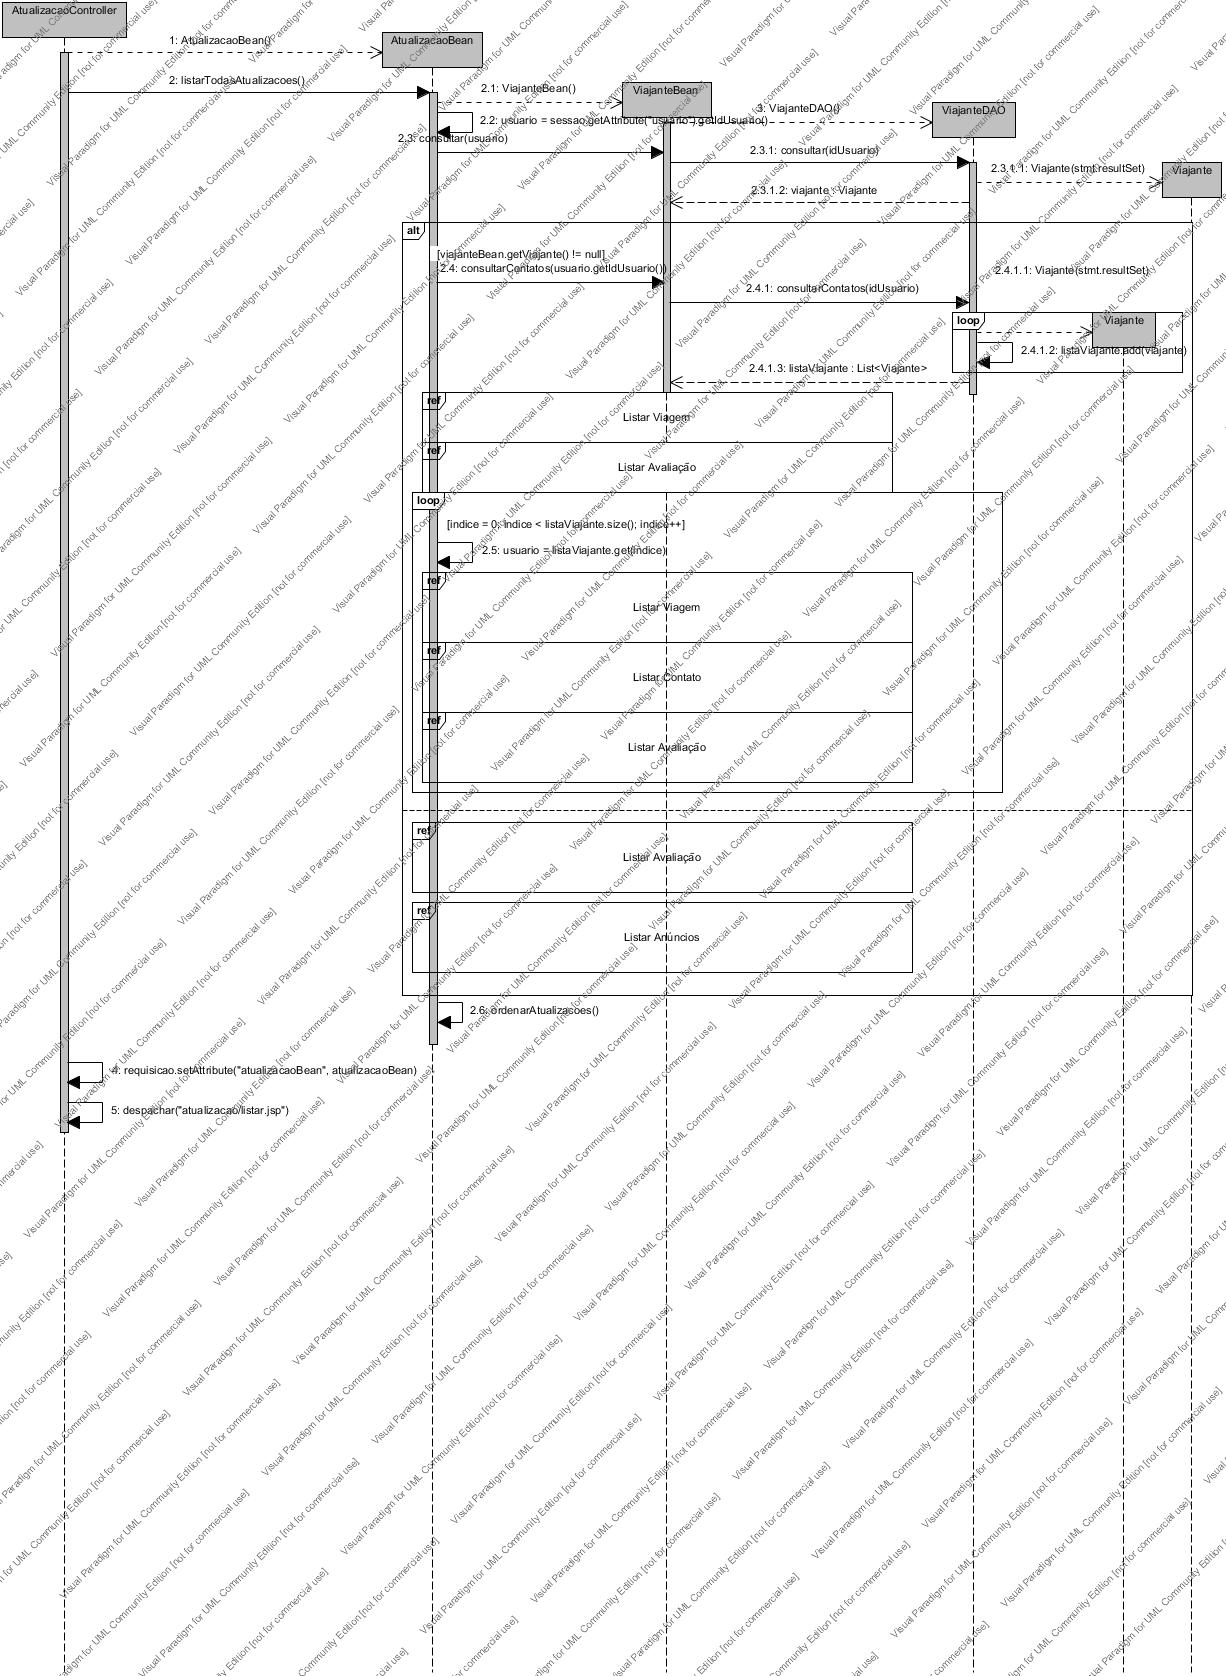 AtualizacaoController
1: AtualizacaoBean()
AtualizacaoBean
2: listarTodasAtualizacoes()
2.1: ViajanteBean()
ViajanteBean
3: ViajanteDAO()
ViajanteDAO
2.2: usuario = sessao.getAttribute("usuario").getIdUsuario()
2.3: consultar(usuario)
2.3.1: consultar(idUsuario)
2.3.1.1: Viajante(stmt.resultSet)
Viajante
2.3.1.2: viajante : Viajante
alt
[viajanteBean.getViajante() != null]
2.4: consultarContatos(usuario.getIdUsuario())
2.4.1.1: Viajante(stmt.resultSet)
2.4.1: consultarContatos(idUsuario)
loop
Viajante
2.4.1.2: listaViajante.add(viajante)
2.4.1.3: listaViajante : List<Viajante>
ref
Listar Viagem
ref
Listar Avaliação
loop
[indice = 0; indice < listaViajante.size(); indice++]
2.5: usuario = listaViajante.get(indice)
ref
Listar Viagem
ref
Listar Contato
ref
Listar Avaliação
ref
Listar Avaliação
ref
Listar Anúncios
2.6: ordenarAtualizacoes()
4: requisicao.setAttribute("atualizacaoBean", atualizacaoBean)
5: despachar("atualizacao/listar.jsp")
Visual Paradigm for UML Community Edition [not for commercial use]